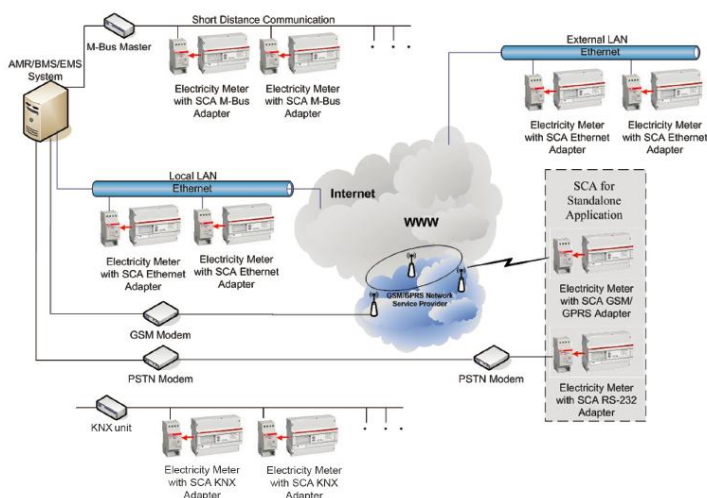 Short Distance Communication
M-Bus Master
AMR/BMS/EMS
System
Electricity Meter
with SCA M-Bus
Adapter
Electricity Meter
with SCA M-Bus
Adapter
External LAN
Ethernet
Electricity Meter
with SCA Ethernet
Adapter
Electricity Meter
with SCA Ethernet
Adapter
Local LAN
Ethernet
Electricity Meter
with SCA Ethernet
Adapter
Electricity Meter
with SCA Ethernet
Adapter
Internet
WWW
GSM/GPRS Network
Service Provider
SCA for
Standalone
Application
Electricity Meter
with SCA GSM/
GPRS Adapter
GSM Modem
PSTN Modem
PSTN Modem
Electricity Meter
with SCA RS-232
Adapter
KNX unit
Electricity Meter
with SCA KNX
Adapter
Electricity Meter
with SCA KNX
Adapter